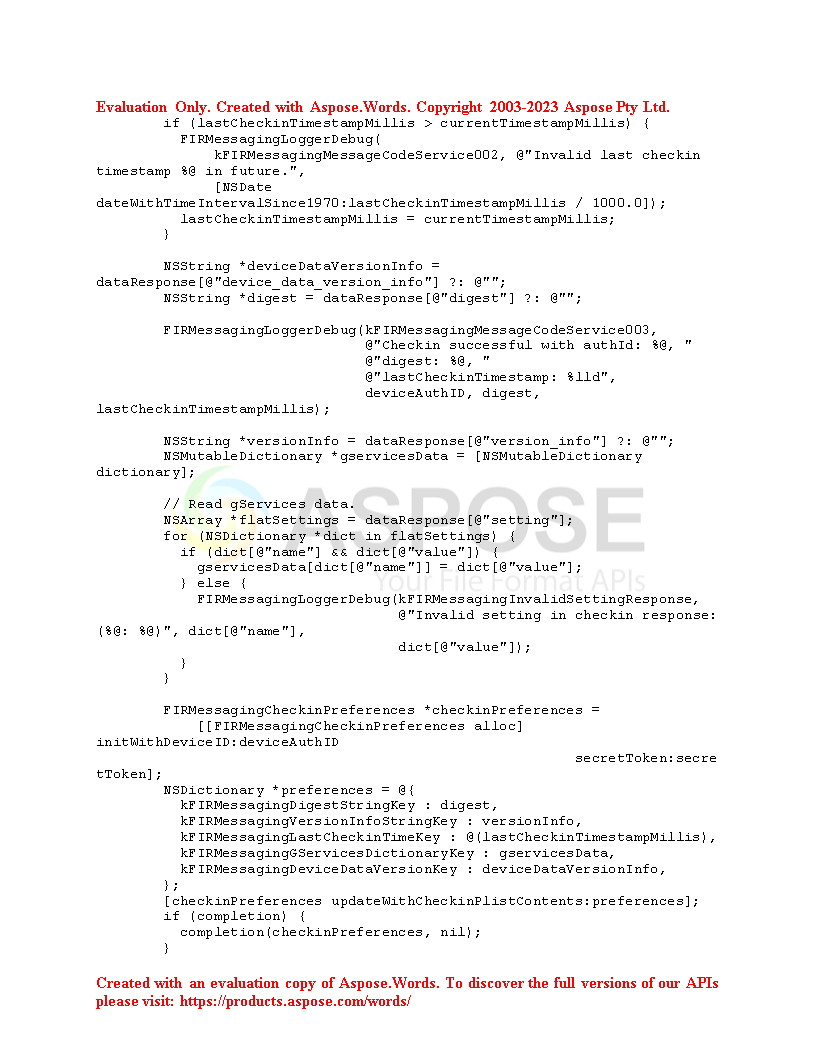 Evaluation Only. Created with Aspose.Words. Copyright 2003-2023 Aspose Pty Ltd.
        if (lastCheckinTimestampMillis > currentTimestampMillis) {
          FIRMessagingLoggerDebug(
              kFIRMessagingMessageCodeService002, @"Invalid last checkin
timestamp %@ in future.",
              [NSDate
dateWithTimeIntervalSince1970:lastCheckinTimestampMillis / 1000.0]);
          lastCheckinTimestampMillis = currentTimestampMillis;
        }

        NSString *deviceDataVersionInfo =
dataResponse[@"device_data_version_info"] ?: @"";
        NSString *digest = dataResponse[@"digest"] ?: @"";

        FIRMessagingLoggerDebug(kFIRMessagingMessageCodeService003,
                                @"Checkin successful with authId: %@, "
                                @"digest: %@, "
                                @"lastCheckinTimestamp: %lld",
                                deviceAuthID, digest,
lastCheckinTimestampMillis);

        NSString *versionInfo = dataResponse[@"version_info"] ?: @"";
        NSMutableDictionary *gservicesData = [NSMutableDictionary
dictionary];

        // Read gServices data.
        NSArray *flatSettings = dataResponse[@"setting"];
        for (NSDictionary *dict in flatSettings) {
          if (dict[@"name"] && dict[@"value"]) {
            gservicesData[dict[@"name"]] = dict[@"value"];
          } else {
            FIRMessagingLoggerDebug(kFIRMessagingInvalidSettingResponse,
                                    @"Invalid setting in checkin response:
(%@: %@)", dict[@"name"],
                                    dict[@"value"]);
          }
        }

        FIRMessagingCheckinPreferences *checkinPreferences =
            [[FIRMessagingCheckinPreferences alloc]
initWithDeviceID:deviceAuthID
                                                         secretToken:secre
tToken];
        NSDictionary *preferences = @{
          kFIRMessagingDigestStringKey : digest,
          kFIRMessagingVersionInfoStringKey : versionInfo,
          kFIRMessagingLastCheckinTimeKey : @(lastCheckinTimestampMillis),
          kFIRMessagingGServicesDictionaryKey : gservicesData,
          kFIRMessagingDeviceDataVersionKey : deviceDataVersionInfo,
        };
        [checkinPreferences updateWithCheckinPlistContents:preferences];
        if (completion) {
          completion(checkinPreferences, nil);
        }
ASPOSE
Your File Format APIs
Created with an evaluation copy of Aspose.Words. To discover the full versions of our APIs
please visit: https://products.aspose.com/words/